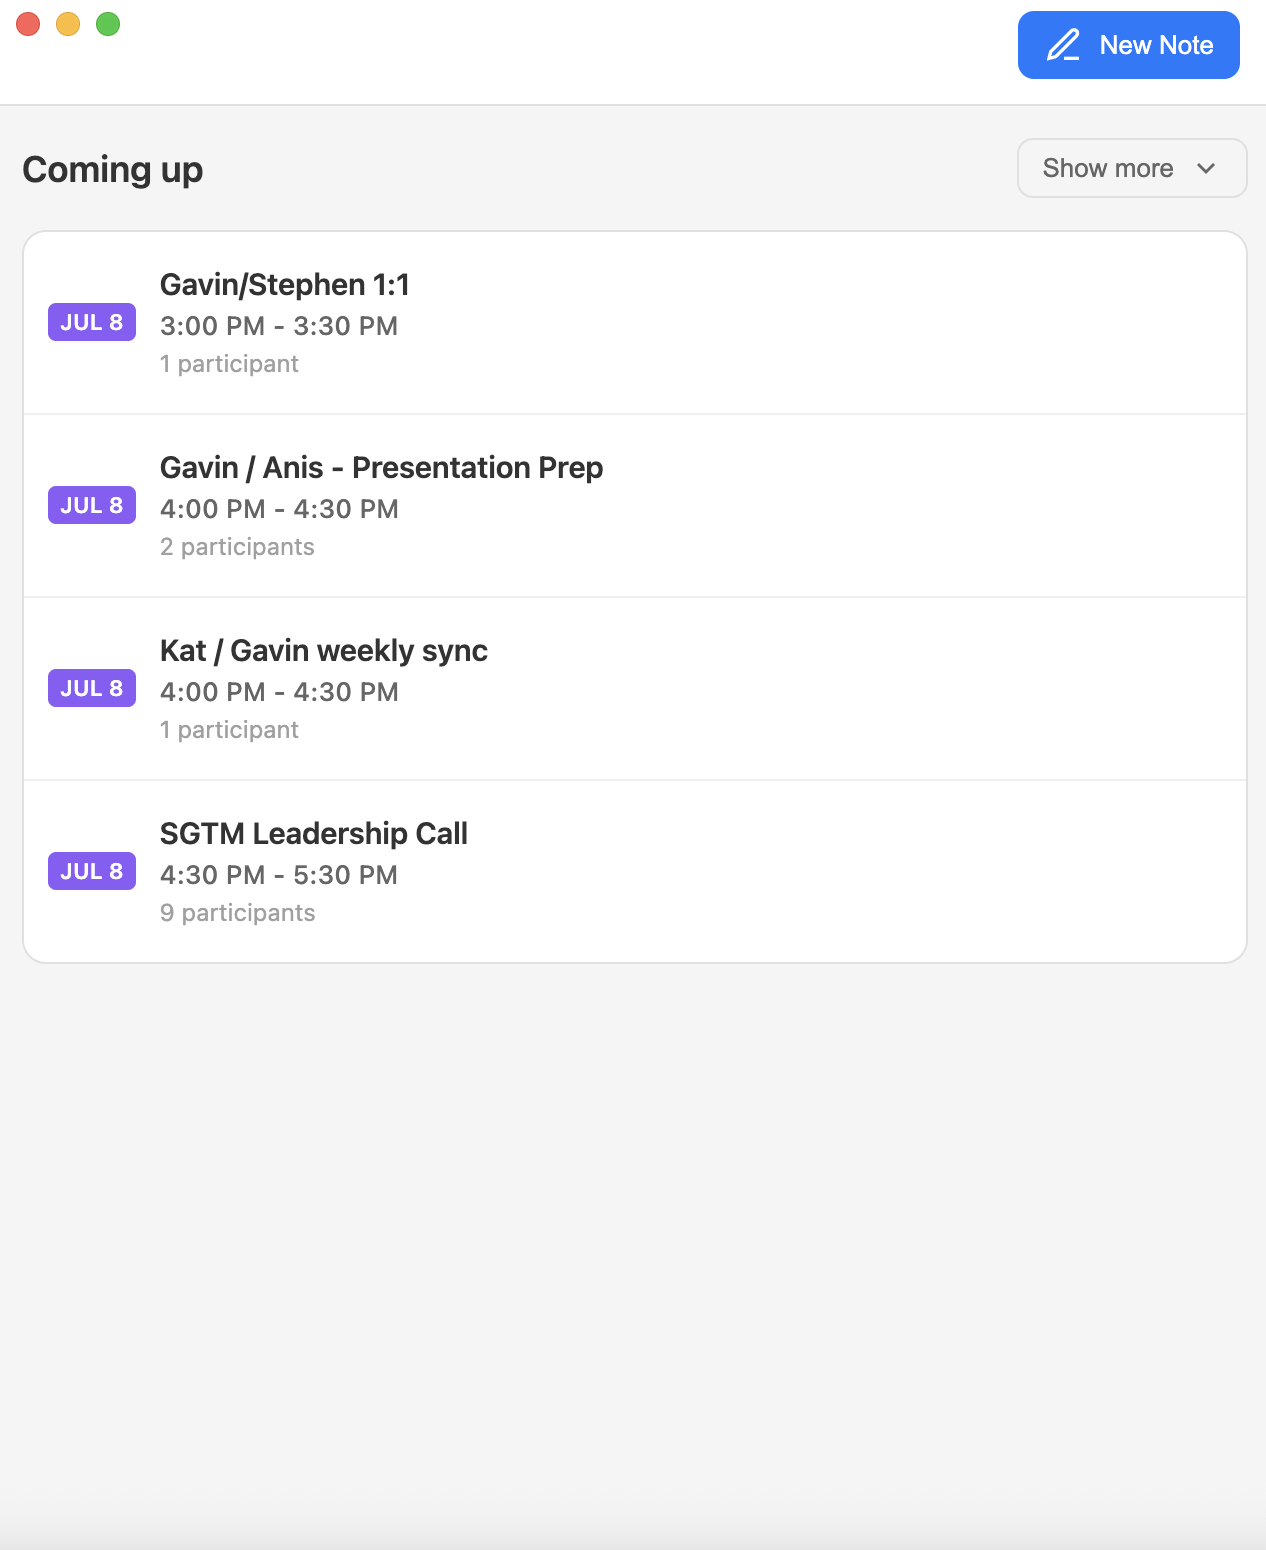 New Note
Coming up
Show more
Gavin/Stephen 1:1
JUL 8
3:00 PM - 3:30 PM
1 participant
Gavin / Anis - Presentation Prep
JUL 8
4:00 PM - 4:30 PM
2 participants
Kat / Gavin weekly sync
JUL 8
4:00 PM - 4:30 PM
1 participant
SGTM Leadership Call
JUL 8
4:30 PM - 5:30 PM
9 participants